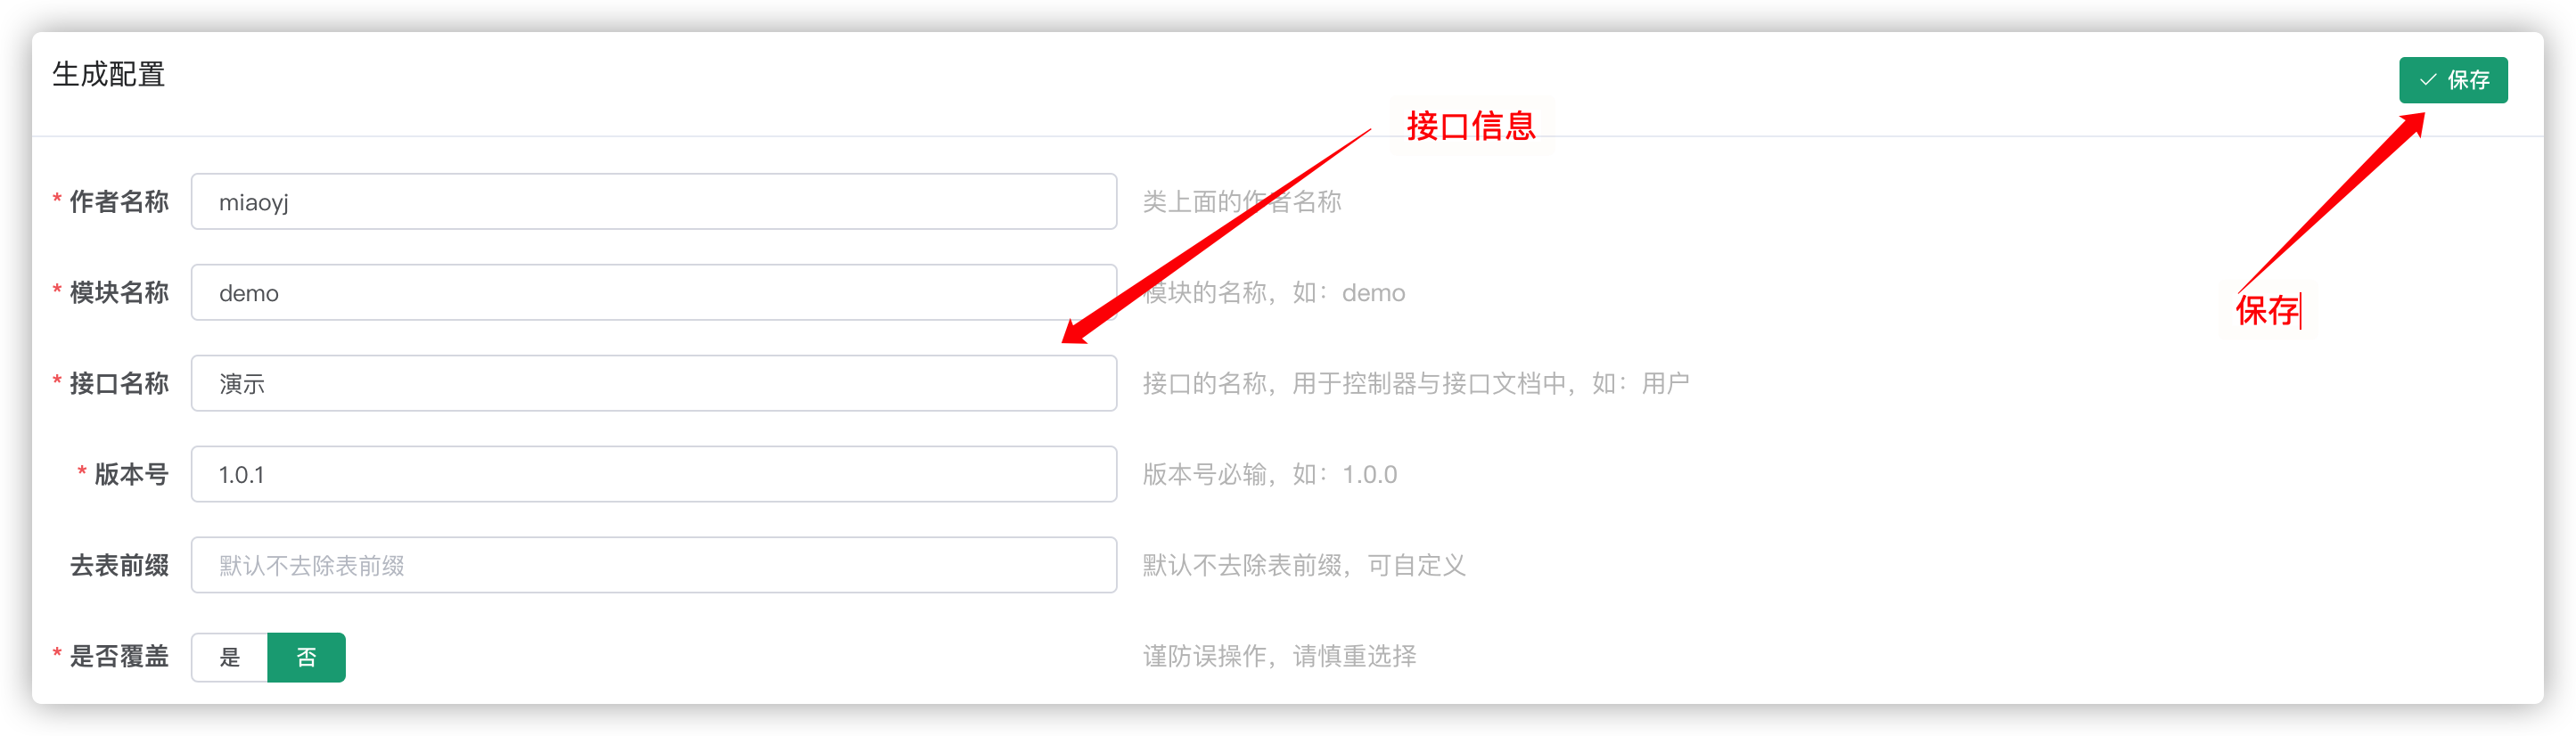 生成配置
保存
接口信息
* 作者名称 miaoyj 类上面的作者名称
* 模块名称 demo 模块的名称，如：demo
保存
* 接口名称 演示 接口的名称，用于控制器与接口文档中，如：用户
* 版本号 1.0.1 版本号必输，如：1.0.0
去表前缀 默认不去除表前缀 默认不去除表前缀，可自定义
* 是否覆盖 是 否 谨防误操作，请慎重选择